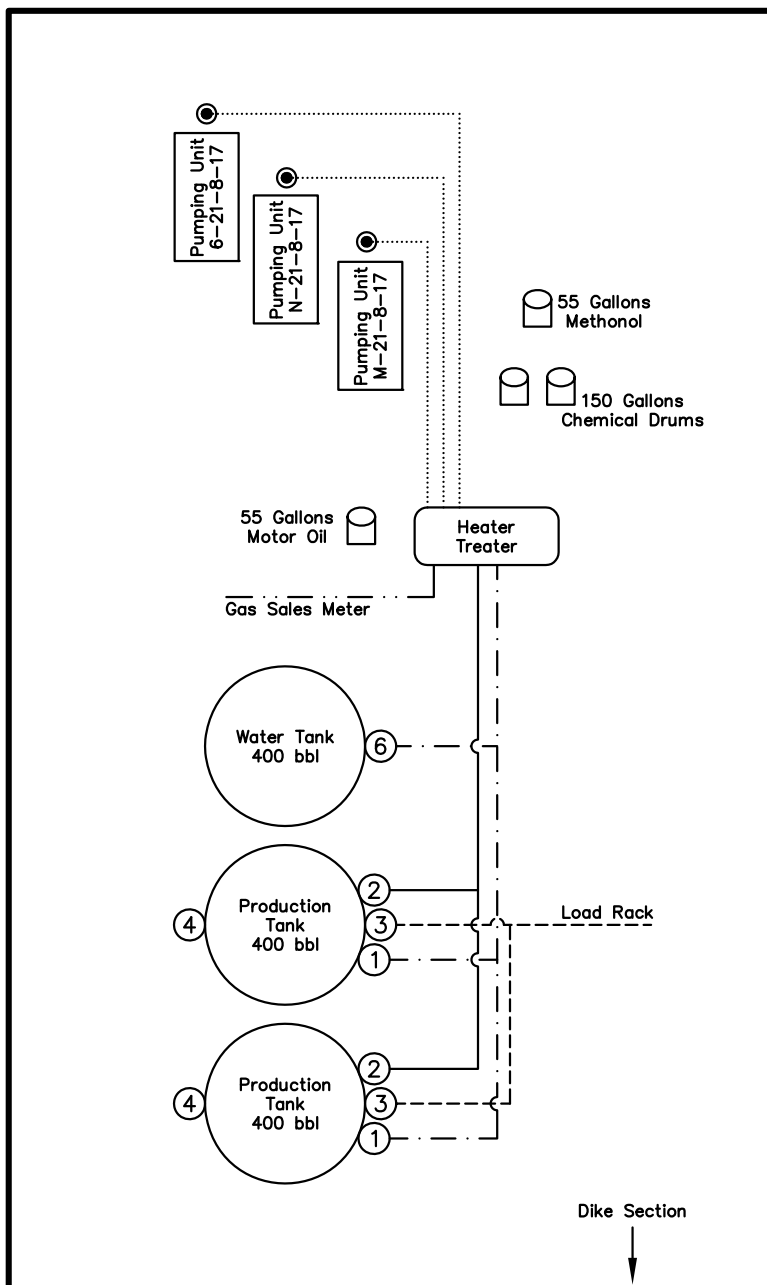 Pumping Unit
6-21-8-17
Pumping Unit
N-21-8-17
Pumping Unit
M-21-8-17
55 Gallons
Methonol
150 Gallons
Chemical Drums
55 Gallons
Motor Oil
Heater
Treater
Gas Sales Meter
Water Tank
400 bbl
6
Production
Tank
400 bbl
4
2
3
1
Load Rack
Production
Tank
400 bbl
4
2
3
1
Dike Section